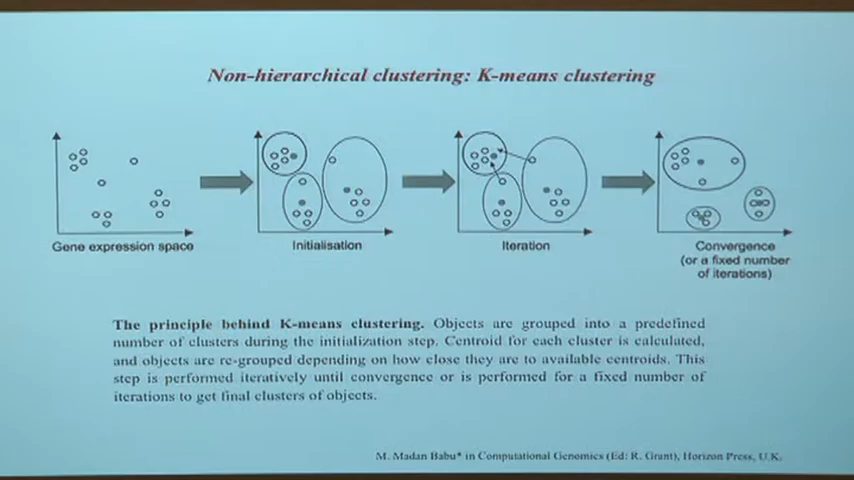 Non-hierarchical clustering: K-means clustering
Gene expression space
Initialisation
Iteration
Convergence
(or a fixed number
of iterations)
The principle behind K-means clustering. Objects are grouped into a predefined
number of clusters during the initialization step. Centroid for each cluster is calculated,
and objects are re-grouped depending on how close they are to available centroids. This
step is performed iteratively until convergence or is performed for a fixed number of
iterations to get final clusters of objects.
M. Madan Babu* in Computational Genomics (Ed: R. Grant), Horizon Press, U.K.